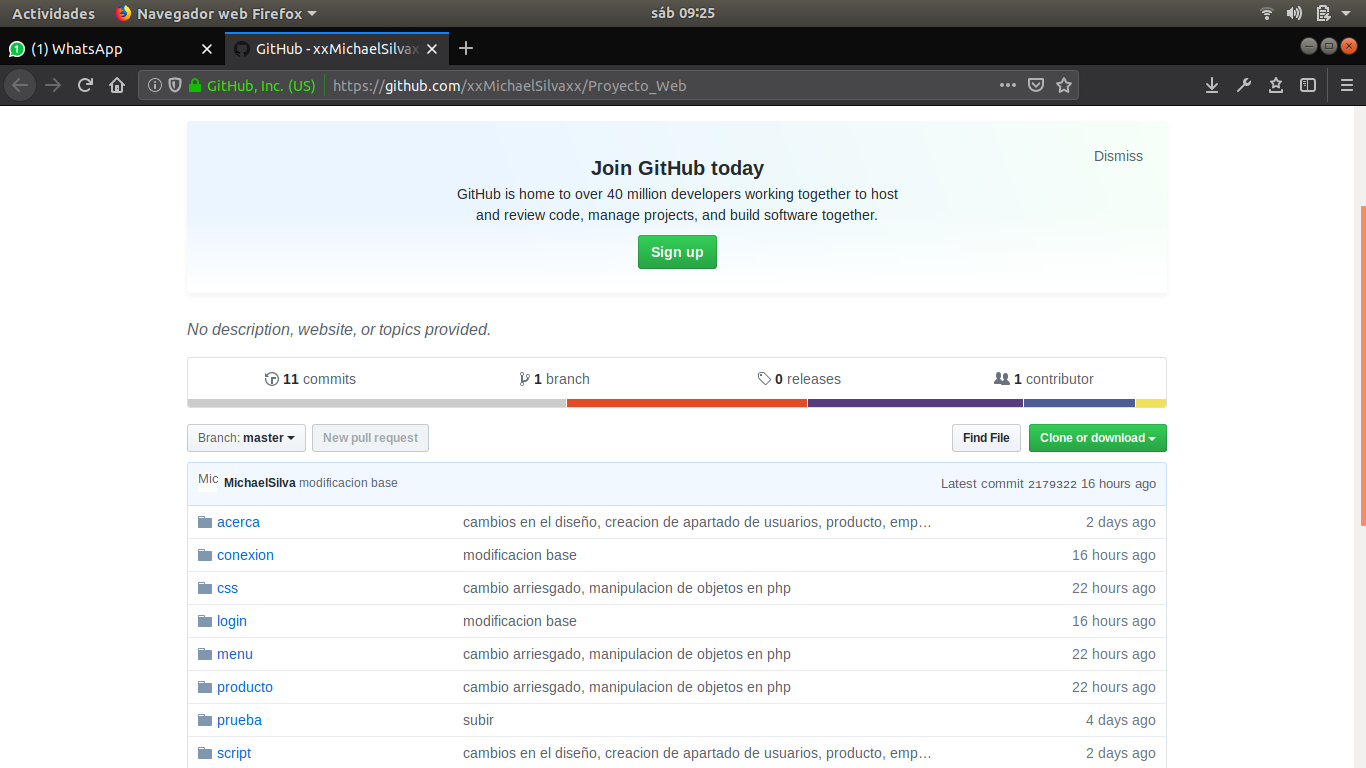 Actividades Navegador web Firefox sáb 09:25
1 (1) WhatsApp GitHub - xxMichaelSilvax
GitHub, Inc. (US) https://github.com/xxMichaelSilvaxx/Proyecto_Web
Dismiss
Join GitHub today
GitHub is home to over 40 million developers working together to host
and review code, manage projects, and build software together.
Sign up
No description, website, or topics provided.
11 commits 1 branch 0 releases 1 contributor
Branch: master New pull request Find File Clone or download
Mic MichaelSilva modificacion base Latest commit 2179322 16 hours ago
acerca cambios en el diseño, creacion de apartado de usuarios, producto, emp… 2 days ago
conexion modificacion base 16 hours ago
css cambio arriesgado, manipulacion de objetos en php 22 hours ago
login modificacion base 16 hours ago
menu cambio arriesgado, manipulacion de objetos en php 22 hours ago
producto cambio arriesgado, manipulacion de objetos en php 22 hours ago
prueba subir 4 days ago
script cambios en el diseño, creacion de apartado de usuarios, producto, emp… 2 days ago